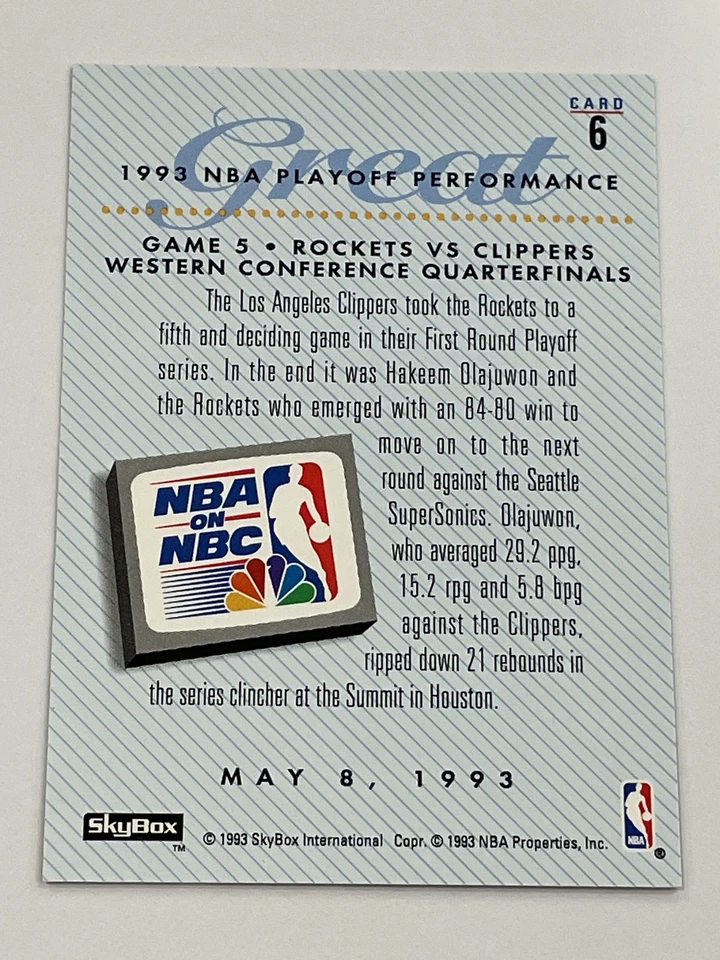 CARD
6
Great
1993 NBA PLAYOFF PERFORMANCE
GAME 5 • ROCKETS VS CLIPPERS
WESTERN CONFERENCE QUARTERFINALS
The Los Angeles Clippers took the Rockets to a
fifth and deciding game in their First Round Playoff
series. In the end it was Hakeem Olajuwon and
the Rockets who emerged with an 84-80 win to
move on to the next
round against the Seattle
SuperSonics. Olajuwon,
who averaged 29.2 ppg,
15.2 rpg and 5.8 bpg
against the Clippers,
ripped down 21 rebounds in
the series clincher at the Summit in Houston.
NBA
ON
NBC
MAY 8, 1993
SkyBox
TM
© 1993 SkyBox International Copr. © 1993 NBA Properties, Inc.
NBA
®